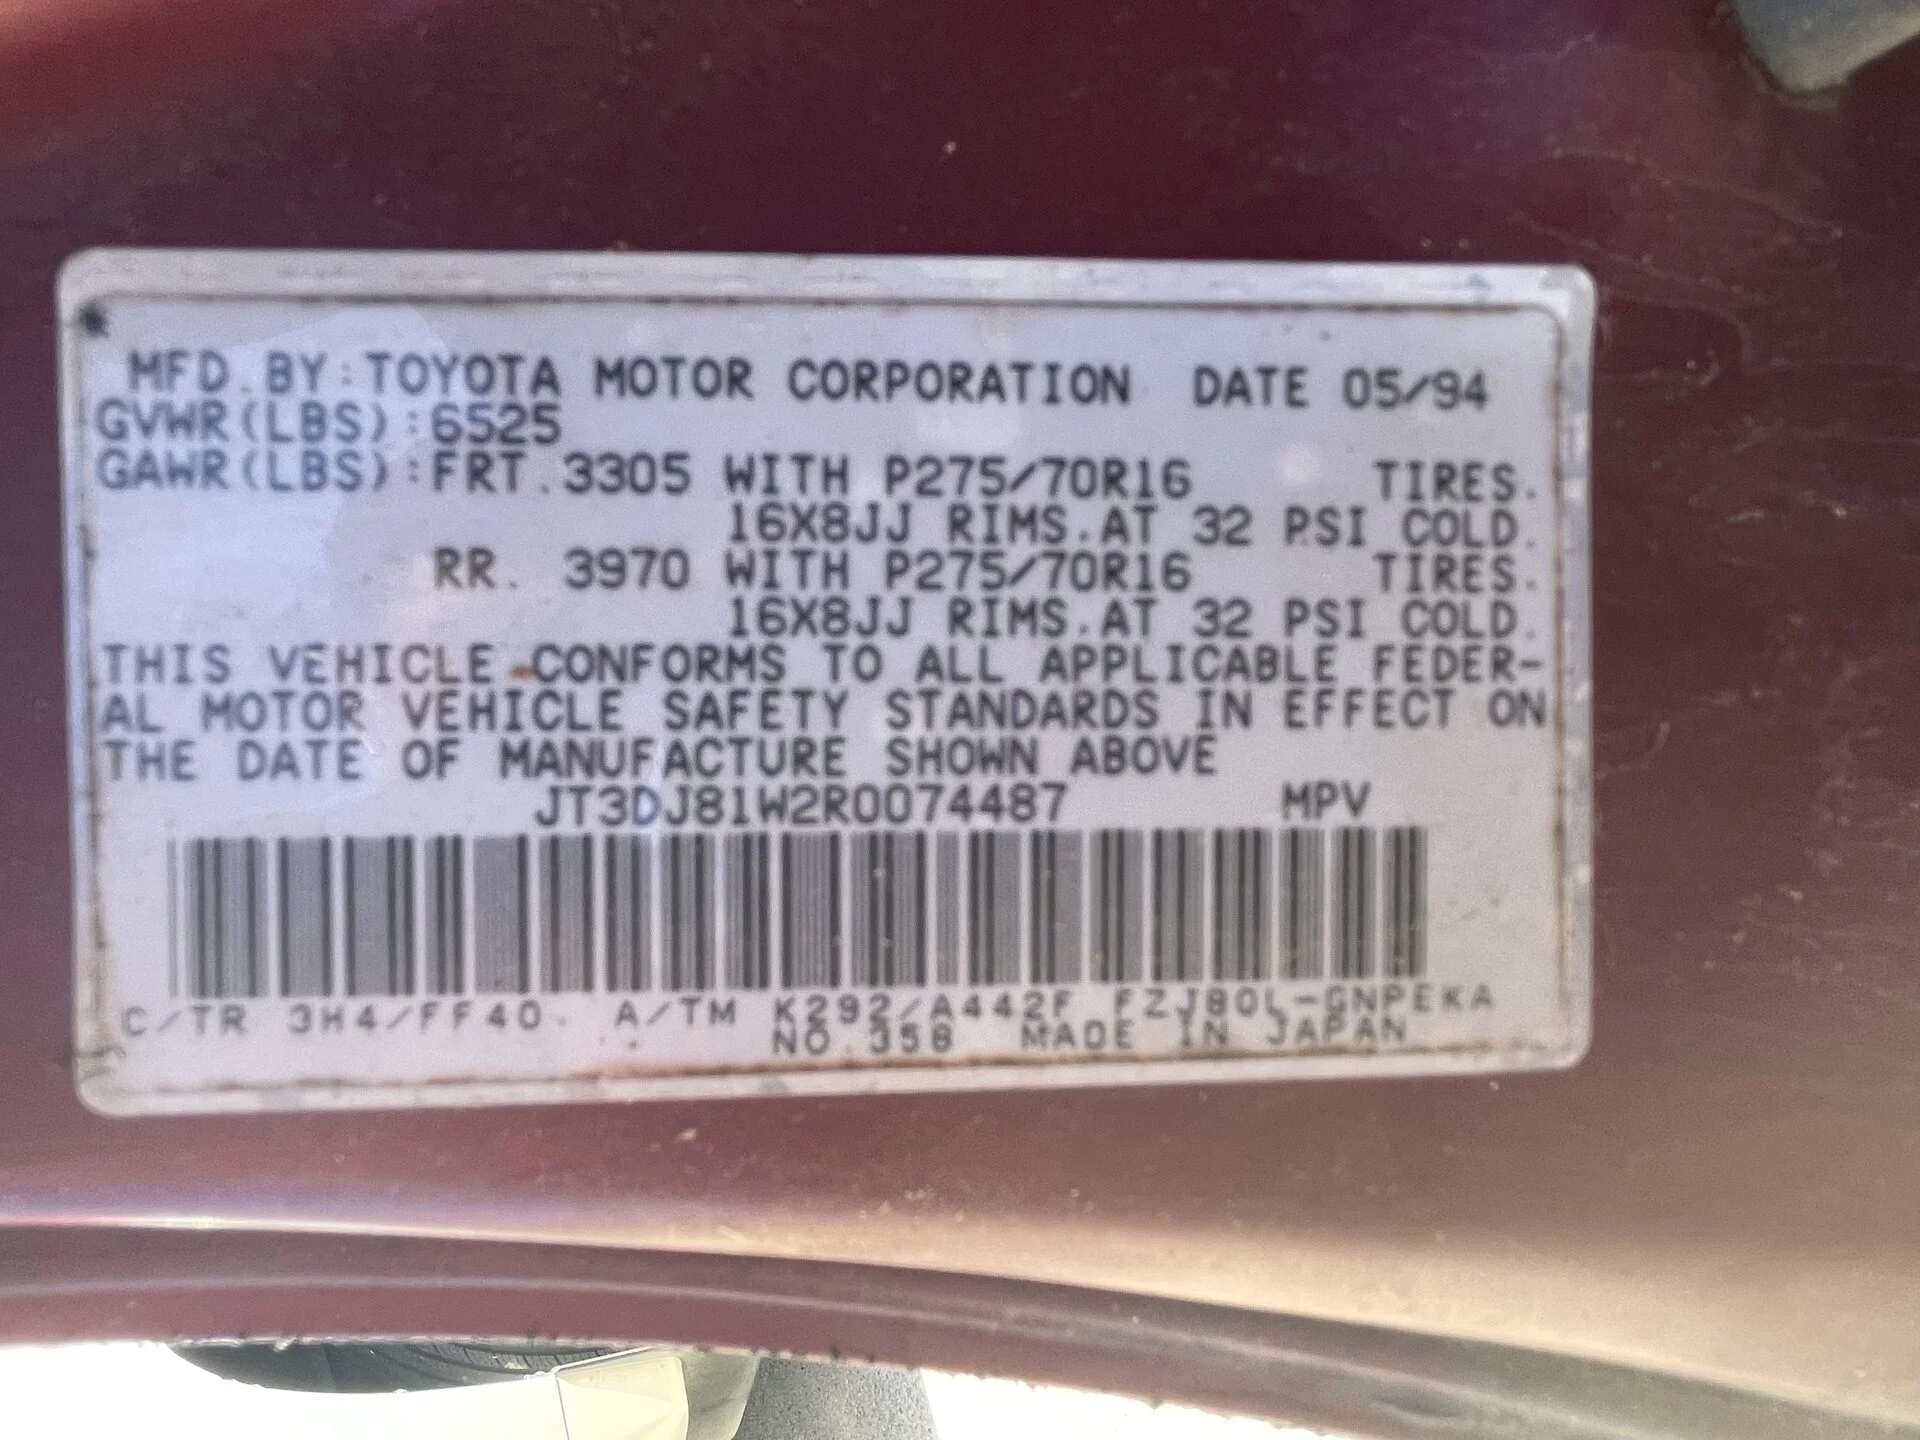 MFD. BY: TOYOTA MOTOR CORPORATION DATE 05/94
GVWR(LBS):6525
GAWR(LBS):FRT.3305 WITH P275/70R16 TIRES.
16X8JJ RIMS.AT 32 PSI COLD.
RR. 3970 WITH P275/70R16 TIRES.
16X8JJ RIMS.AT 32 PSI COLD.
THIS VEHICLE CONFORMS TO ALL APPLICABLE FEDER-
AL MOTOR VEHICLE SAFETY STANDARDS IN EFFECT ON
THE DATE OF MANUFACTURE SHOWN ABOVE
JT3DJ81W2R0074487 MPV
C/TR 3H4/FF40. A/TM K292/A442F FZJ80L-GNPEKA
NO.358 MADE IN JAPAN